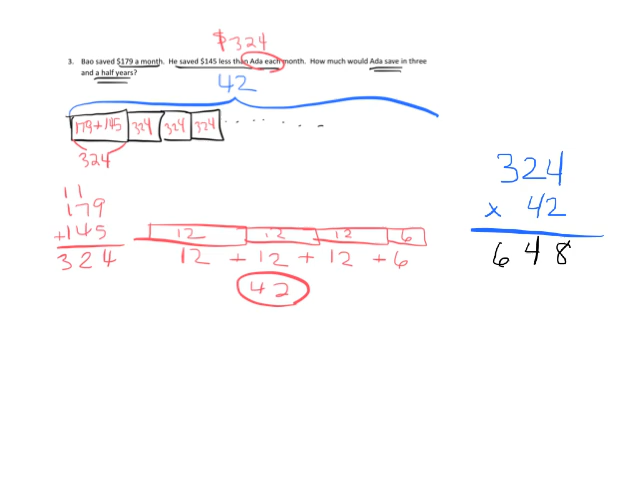 $324
3. Bao saved $179 a month. He saved $145 less than Ada each month. How much would Ada save in three
and a half years?
42
179+145 324 324 324 . . . . . . . . . .
324
11
179
+145
324
12 12 12 6
12 + 12 + 12 + 6
42
324
x 42
648